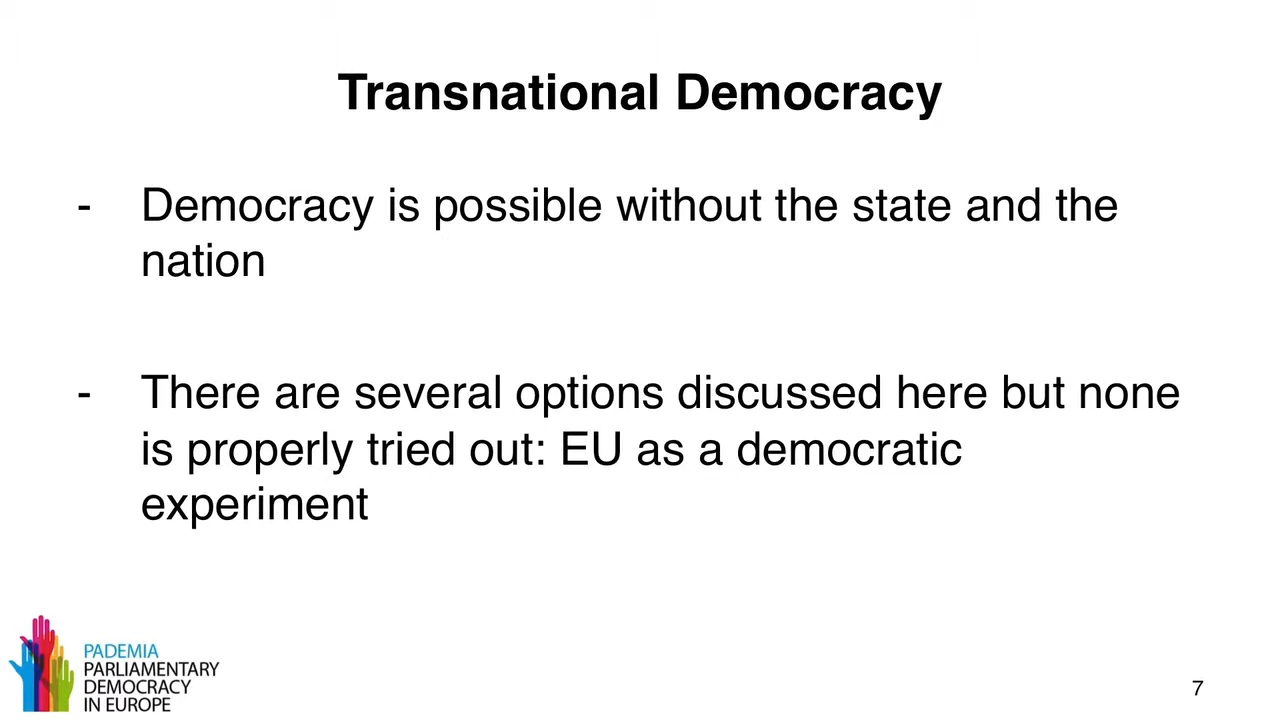 Transnational Democracy
- Democracy is possible without the state and the
nation
- There are several options discussed here but none
is properly tried out: EU as a democratic
experiment
PADEMIA
PARLIAMENTARY
DEMOCRACY
IN EUROPE
7